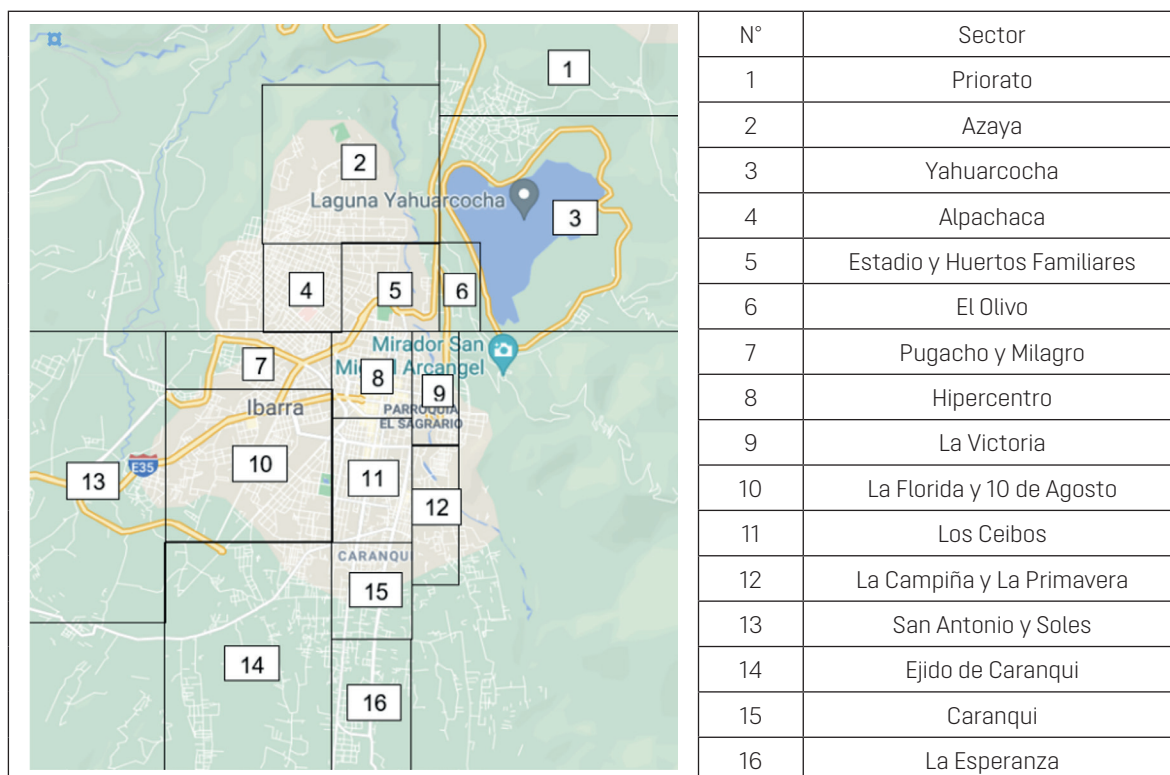 1
2
Laguna Yahuarcocha
3
4
5
6
Mirador San
Mi l Arcangel
7
8
9
Ibarra
PARROQUIA
EL SAGRARIO
10
E35
13
11
12
CARANQUI
15
14
16
N° Sector
1 Priorato
2 Azaya
3 Yahuarcocha
4 Alpachaca
5 Estadio y Huertos Familiares
6 El Olivo
7 Pugacho y Milagro
8 Hipercentro
9 La Victoria
10 La Florida y 10 de Agosto
11 Los Ceibos
12 La Campiña y La Primavera
13 San Antonio y Soles
14 Ejido de Caranqui
15 Caranqui
16 La Esperanza